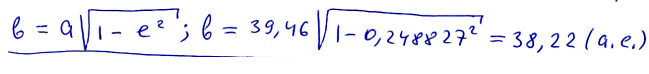 в = a√(1 - e²); в = 39,46√(1 - 0,248827²) = 38,22 (а.е.)